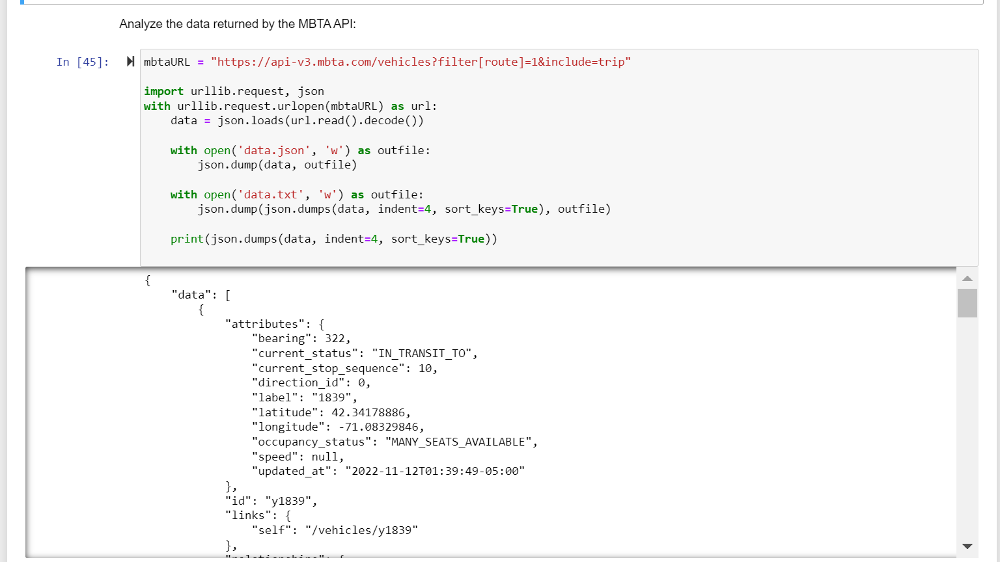 Analyze the data returned by the MBTA API:
In [45]:
mbtaURL = "https://api-v3.mbta.com/vehicles?filter[route]=1&include=trip"
import urllib.request, json
with urllib.request.urlopen(mbtaURL) as url:
    data = json.loads(url.read().decode())
    with open('data.json', 'w') as outfile:
        json.dump(data, outfile)
    with open('data.txt', 'w') as outfile:
        json.dump(json.dumps(data, indent=4, sort_keys=True), outfile)
    print(json.dumps(data, indent=4, sort_keys=True))
{
    "data": [
        {
            "attributes": {
                "bearing": 322,
                "current_status": "IN_TRANSIT_TO",
                "current_stop_sequence": 10,
                "direction_id": 0,
                "label": "1839",
                "latitude": 42.34178886,
                "longitude": -71.08329846,
                "occupancy_status": "MANY_SEATS_AVAILABLE",
                "speed": null,
                "updated_at": "2022-11-12T01:39:49-05:00"
            },
            "id": "y1839",
            "links": {
                "self": "/vehicles/y1839"
            },